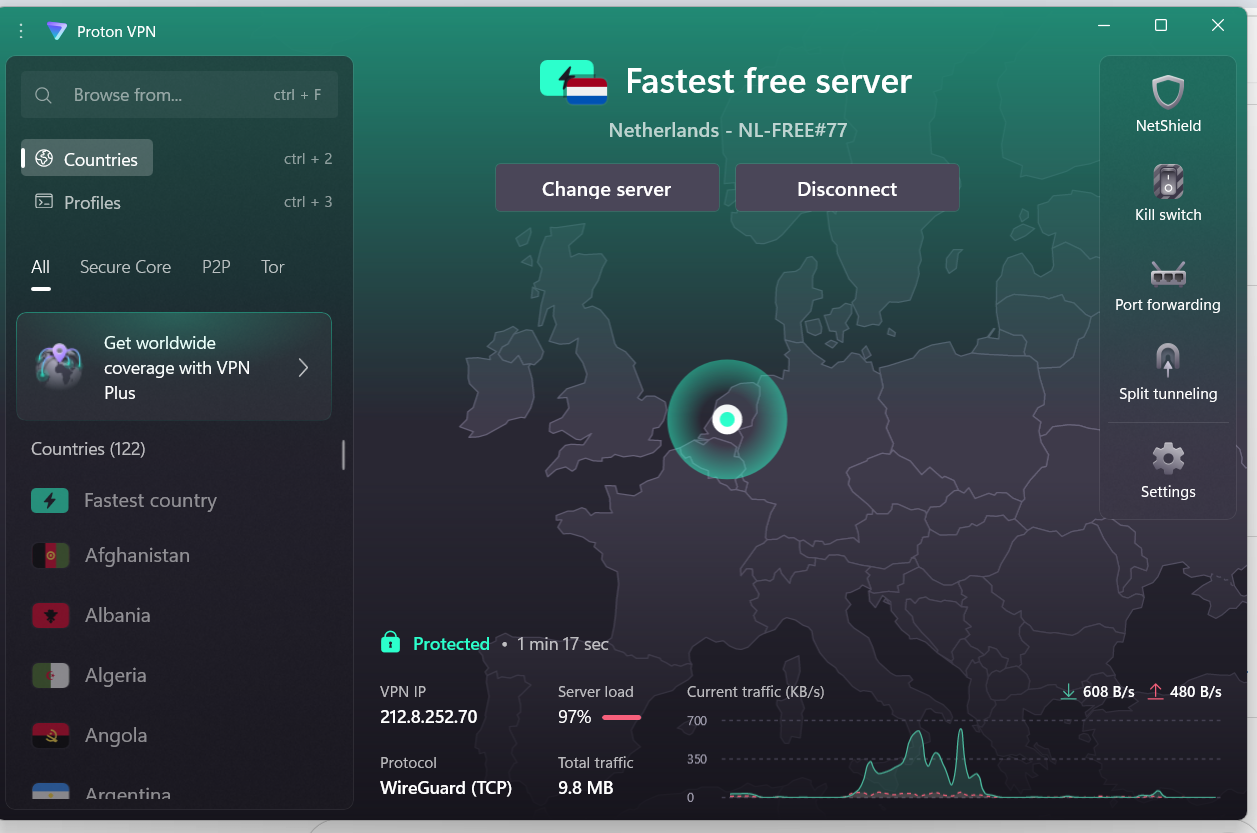 Proton VPN
Browse from... ctrl + F
Countries ctrl + 2
Profiles ctrl + 3
All Secure Core P2P Tor
Get worldwide
coverage with VPN
Plus
Countries (122)
Fastest country
Afghanistan
Albania
Algeria
Angola
Argentina
Fastest free server
Netherlands - NL-FREE#77
Change server Disconnect
Protected • 1 min 17 sec
VPN IP
212.8.252.70
Server load
97%
Protocol
WireGuard (TCP)
Total traffic
9.8 MB
Current traffic (KB/s) 608 B/s 480 B/s
700
350
0
NetShield
Kill switch
Port forwarding
Split tunneling
Settings